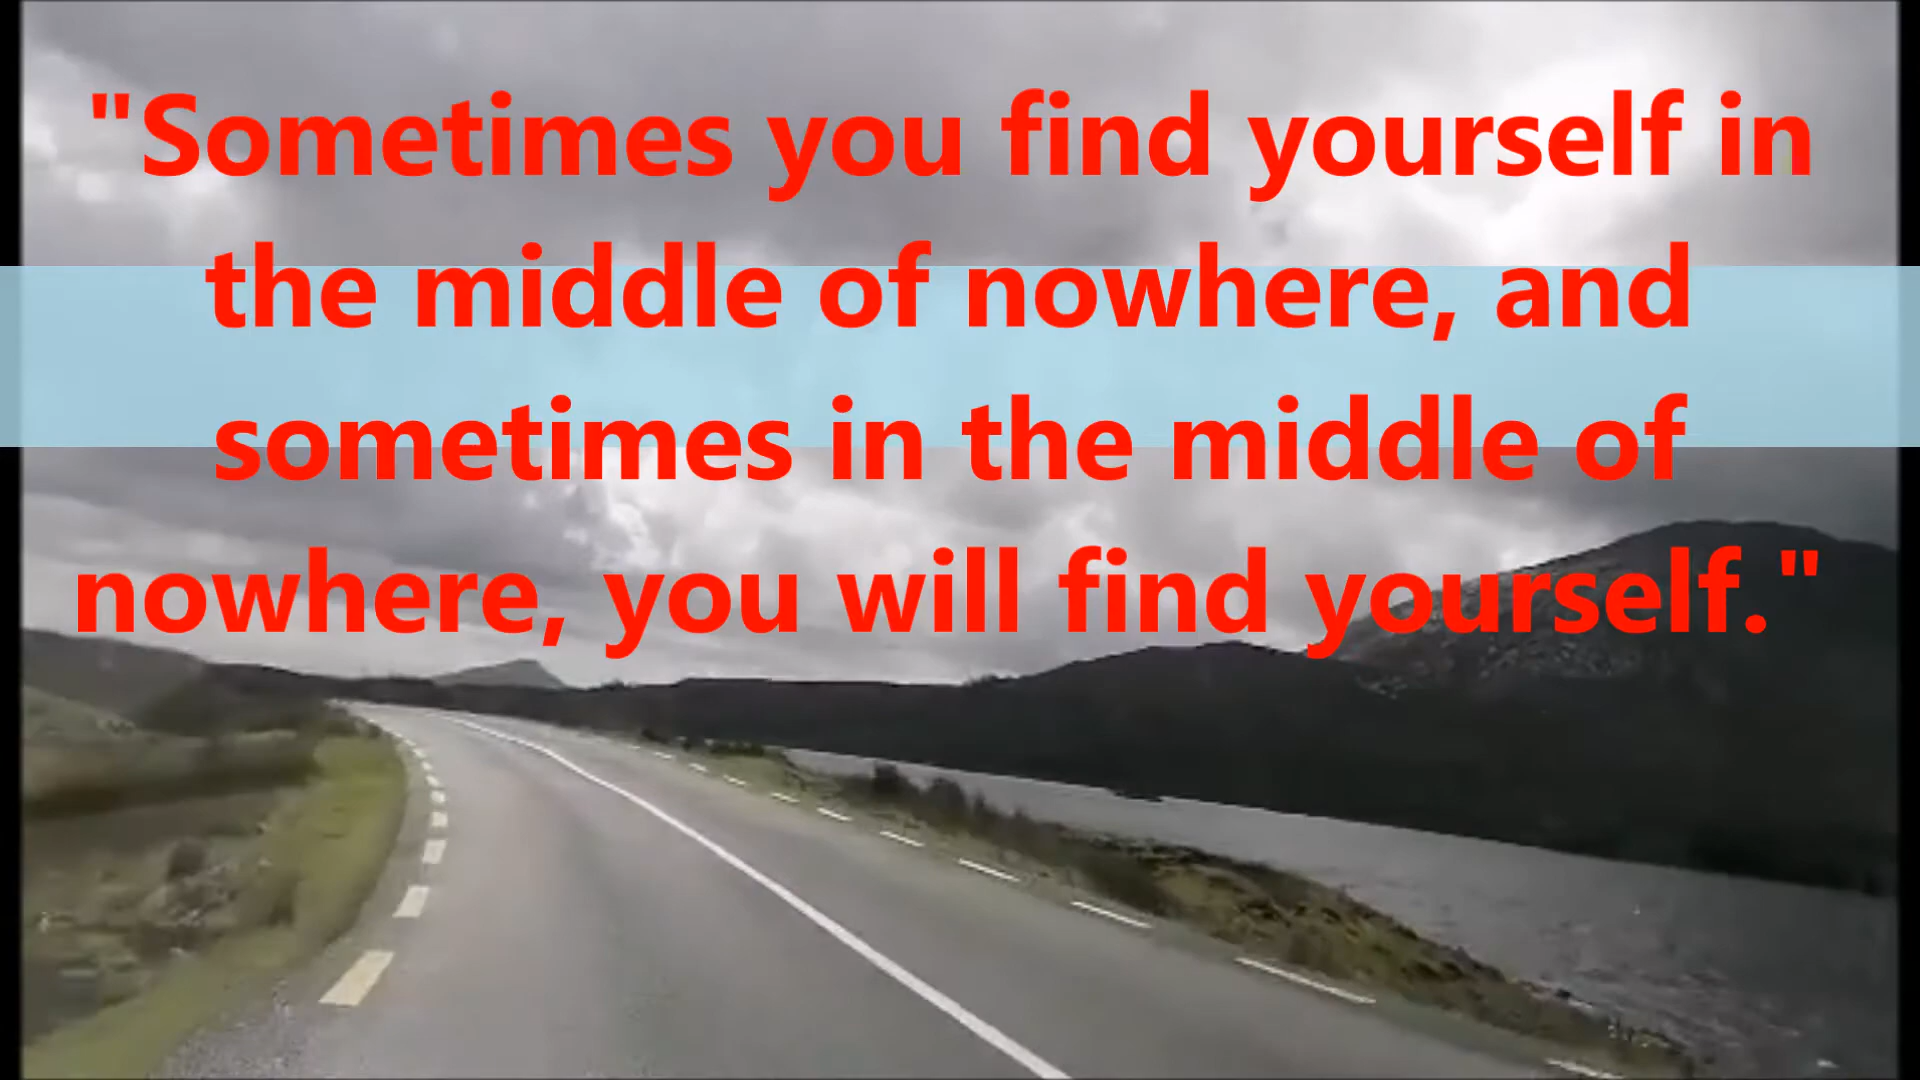 "Sometimes you find yourself in
the middle of nowhere, and
sometimes in the middle of
nowhere, you will find yourself."